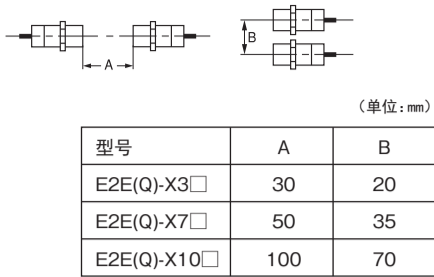 A
B
（单位：mm）
型号 A B
E2E(Q)-X3□ 30 20
E2E(Q)-X7□ 50 35
E2E(Q)-X10□ 100 70